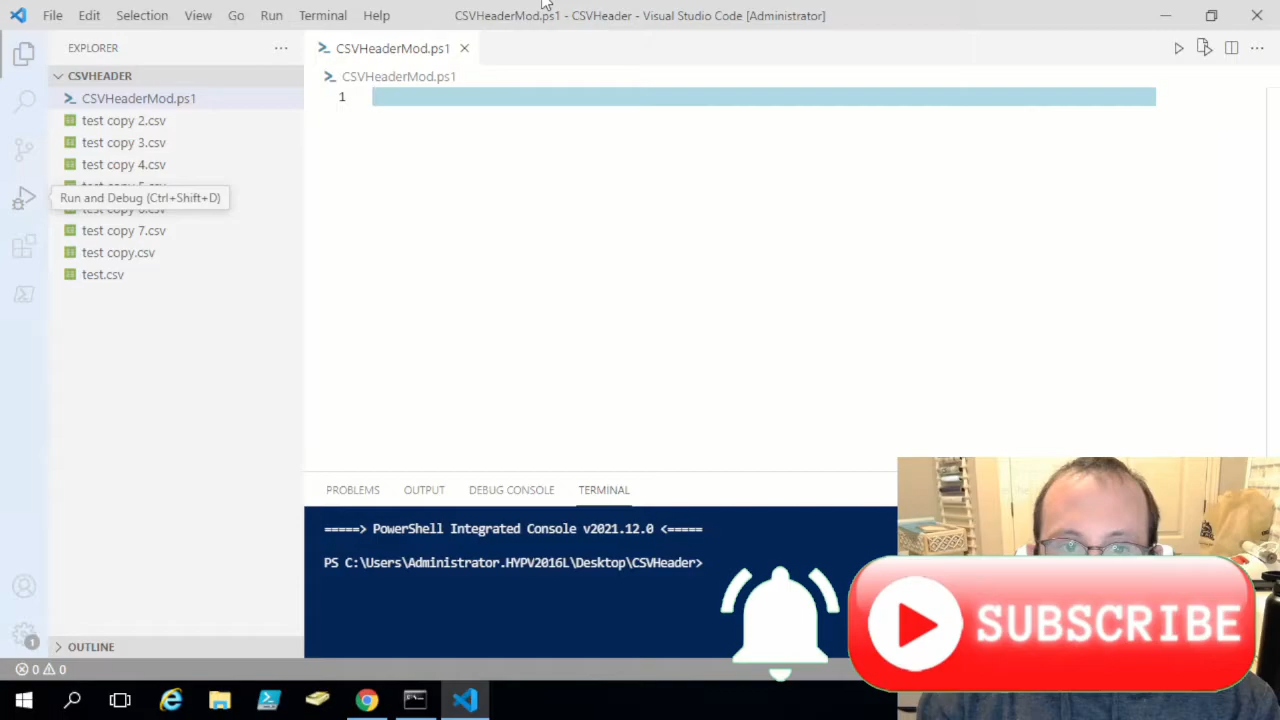 File Edit Selection View Go Run Terminal Help
CSVHeaderMod.ps1 - CSVHeader - Visual Studio Code [Administrator]
EXPLORER
CSVHeaderMod.ps1
CSVHEADER
CSVHeaderMod.ps1
CSVHeaderMod.ps1
1
test copy 2.csv
test copy 3.csv
test copy 4.csv
Run and Debug (Ctrl+Shift+D)
test copy 7.csv
test copy.csv
test.csv
PROBLEMS OUTPUT DEBUG CONSOLE TERMINAL
=====> PowerShell Integrated Console v2021.12.0 <=====
PS C:\Users\Administrator.HYPV2016L\Desktop\CSVHeader>
SUBSCRIBE
1
OUTLINE
0 0